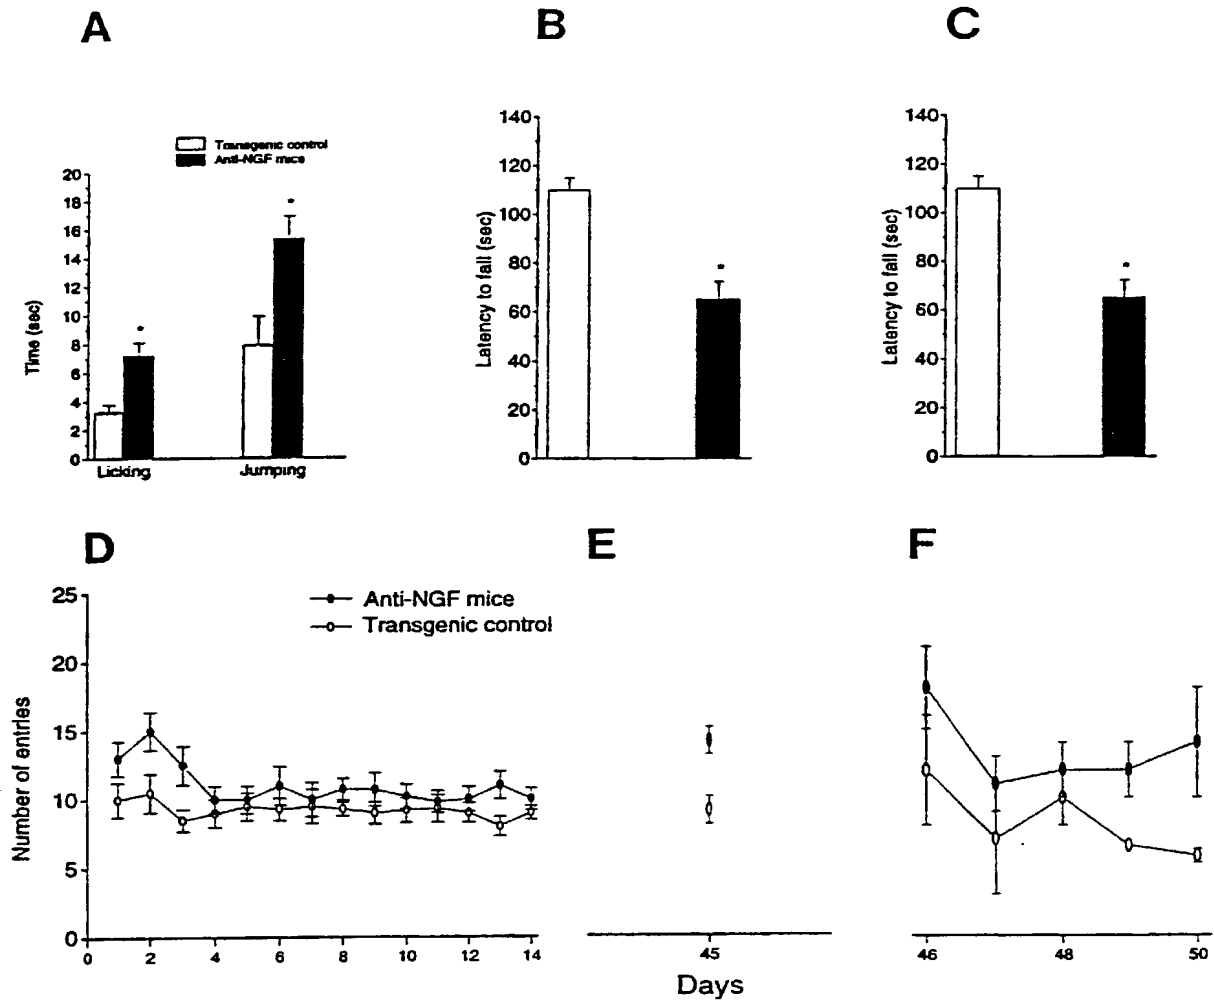 A
B
C
Transgenic control
Anti-NGF mice
20
18
16
14
12
10
8
6
4
2
0
Time (sec)
Licking
Jumping
140
120
100
80
60
40
20
0
Latency to fall (sec)
*
140
120
100
80
60
40
20
0
Latency to fall (sec)
*
*
*
D
E
F
Anti-NGF mice
Transgenic control
25
20
15
10
5
0
Number of entries
0 2 4 6 8 10 12 14
45
46 48 50
Days